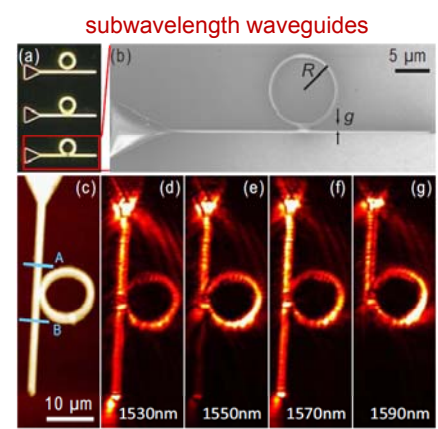 subwavelength waveguides
(a)
(b)
5 µm
R
g
(c)
(d)
(e)
(f)
(g)
A
B
10 µm
1530nm
1550nm
1570nm
1590nm